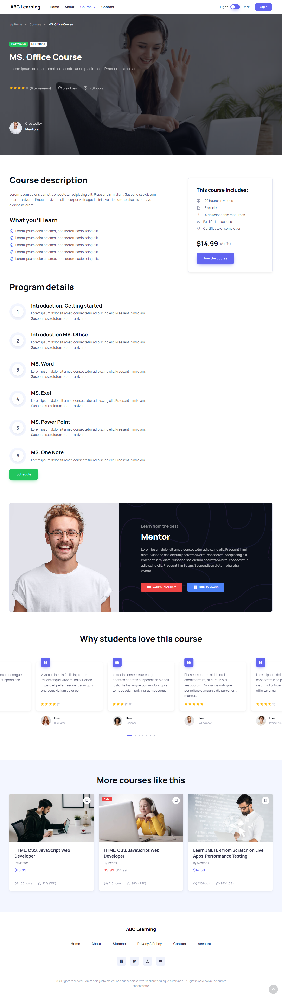 ABC Learning Home About Course Contact Light Dark Login
Home » Courses » MS. Office Course
Best Seller MS. Office
MS. Office Course
Lorem ipsum dolor sit amet, consectetur adipiscing elit. Praesent in mi diam.
(6.5K reviews) 5.9K likes 120 hours
Created by
Mentors
Course description
Lorem ipsum dolor sit amet, consectetur adipiscing elit. Praesent in mi diam. Suspendisse dictum
pharetra viverra. Praesent viverra ullamcorper velit eget lacinia. Vestibulum non lacinia odio, vel
dignissim lorem.
What you'll learn
Lorem ipsum dolor sit amet, consectetur adipiscing elit.
Lorem ipsum dolor sit amet, consectetur adipiscing elit.
Lorem ipsum dolor sit amet, consectetur adipiscing elit.
Lorem ipsum dolor sit amet, consectetur adipiscing elit.
Lorem ipsum dolor sit amet, consectetur adipiscing elit.
This course includes:
120 hours on videos
18 articles
25 downloadable resources
Full lifetime access
Certificate of completion
$14.99 49.99
Join the course
Program details
1
Introduction. Getting started
Lorem ipsum dolor sit amet, consectetur adipiscing elit. Praesent in mi diam.
Suspendisse dictum pharetra viverra.
2
Introduction MS. Office
Lorem ipsum dolor sit amet, consectetur adipiscing elit. Praesent in mi diam.
Suspendisse dictum pharetra viverra.
3
MS. Word
Lorem ipsum dolor sit amet, consectetur adipiscing elit. Praesent in mi diam.
Suspendisse dictum pharetra viverra.
4
MS. Exel
Lorem ipsum dolor sit amet, consectetur adipiscing elit. Praesent in mi diam.
Suspendisse dictum pharetra viverra.
5
MS. Power Point
Lorem ipsum dolor sit amet, consectetur adipiscing elit. Praesent in mi diam.
Suspendisse dictum pharetra viverra.
6
MS. One Note
Lorem ipsum dolor sit amet, consectetur adipiscing elit. Praesent in mi diam.
Schedule
Learn from the best
Mentor
Lorem ipsum dolor sit amet, consectetur adipiscing elit. Praesent in mi
diam. Suspendisse dictum pharetra viverra. consectetur adipiscing elit.
Praesent in mi diam. Suspendisse dictum pharetra viverra. consectetur
adipiscing elit. Praesent in mi diam. Suspendisse dictum pharetra
viverra.
240k subscribers 180k followers
Why students love this course
ctetur congue
suspendisse
Vivamus iaculis facilisis pretium.
Pellentesque vitae mi odio. Donec
imperdiet pellentesque ipsum quis
pharetra. Nullam dolor sem.
User
Illustrator
Id mollis consectetur congue
egestas egestas suspendisse blandit
justo. Tellus augue commodo id quis
tempus etiam pulvinar at maecenas.
User
Designer
Phasellus luctus nisi id orci
condimentum, at cursus nisl
vestibulum. Orci varius natoque
penatibus et magnis dis parturient
montes.
User
QA Engineer
Lorem ipsum dolo
consectetur adip
ipsum odio, biber
efficitur urna.
User
Project Mar
More courses like this
HTML, CSS, JavaScript Web
Developer
By Mentor
$15.99
160 hours 92% (3.1K)
Sale!
HTML, CSS, JavaScript Web
Developer
By Mentor
$9.99 $44.99
210 hours 98% (2.7K)
Learn JMETER from Scratch on Live
Apps-Performance Testing
By Mentor../../
$14.50
120 hours 92% (3.8K)
ABC Learning
Home About Sitemap Privacy & Policy Contact Account
© All rights reserved. Lorem odio justo malesuada suspendisse viverra aliquet quisque turpis non. Feugiat in odio non nunc ornare
consectetur.